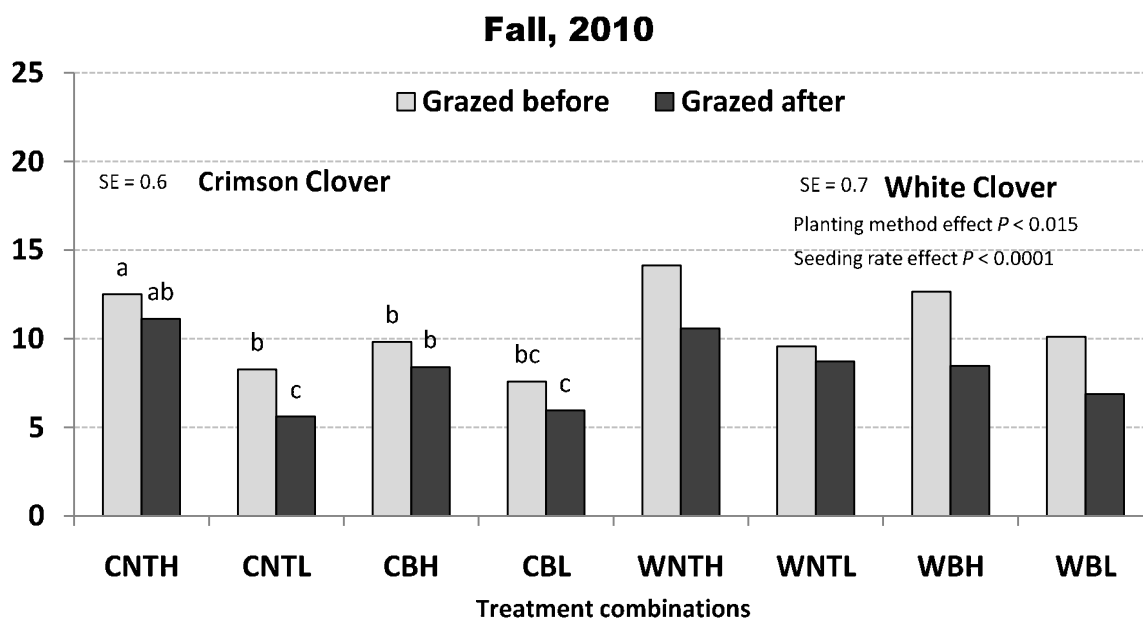 Fall, 2010
25
Grazed before Grazed after
20
SE = 0.6 Crimson Clover
SE = 0.7 White Clover
Planting method effect P < 0.015
15
Seeding rate effect P < 0.0001
a
ab
b
c
b
b
bc
c
10
5
0
CNTH CNTL CBH CBL WNTH WNTL WBH WBL
Treatment combinations